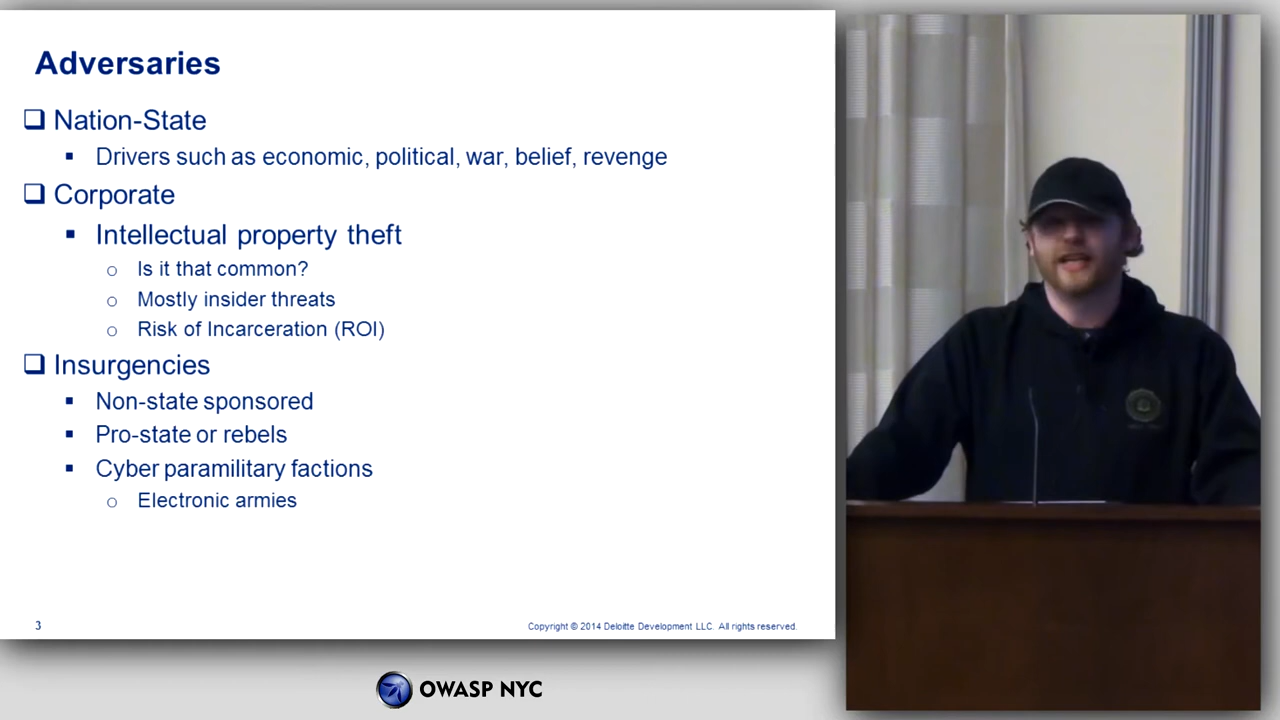 Adversaries
❑ Nation-State
▪ Drivers such as economic, political, war, belief, revenge
❑ Corporate
▪ Intellectual property theft
o Is it that common?
o Mostly insider threats
o Risk of Incarceration (ROI)
❑ Insurgencies
▪ Non-state sponsored
▪ Pro-state or rebels
▪ Cyber paramilitary factions
o Electronic armies
3
Copyright © 2014 Deloitte Development LLC. All rights reserved.
OWASP NYC